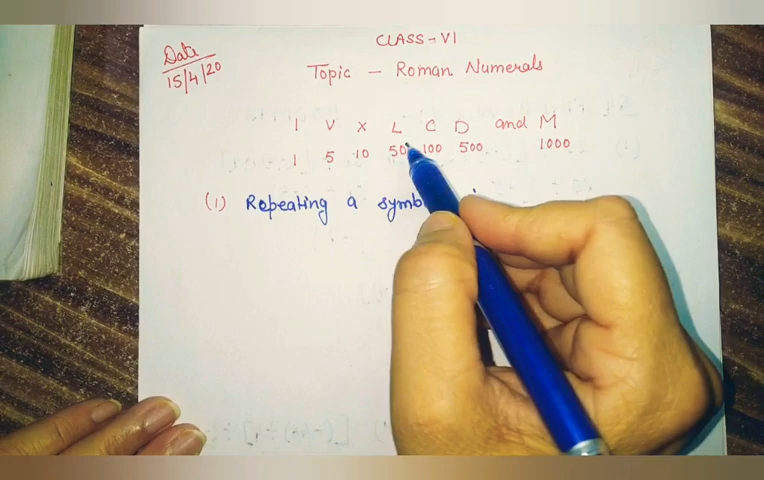 CLASS - VI
Date
15/4/20
Topic - Roman Numerals
I V X L C D and M
1 5 10 50 100 500 1000
(1) Repeating a symb